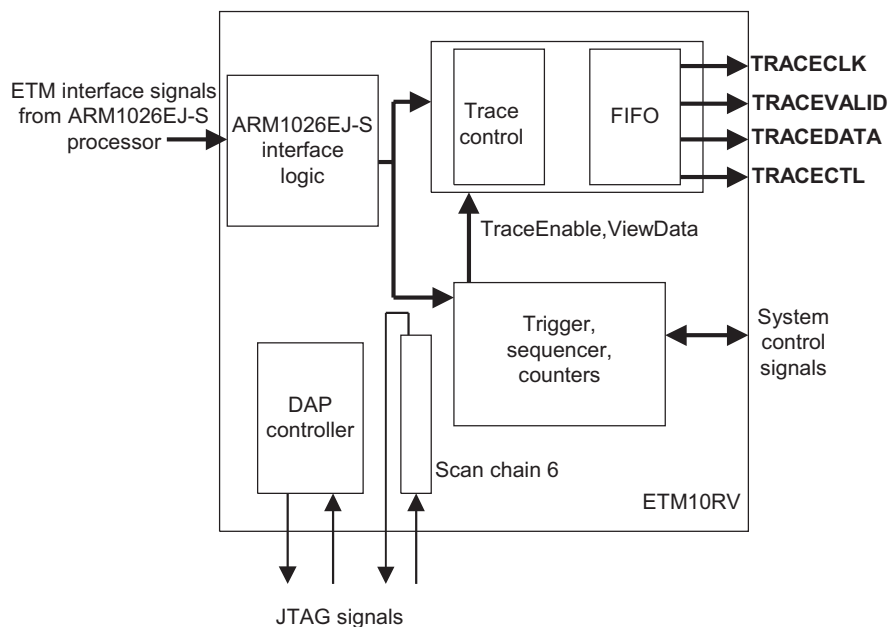 ETM interface signals
from ARM1026EJ-S
processor
ARM1026EJ-S
interface
logic
Trace
control
FIFO
TRACECLK
TRACEVALID
TRACEDATA
TRACECTL
TraceEnable,ViewData
Trigger,
sequencer,
counters
System
control
signals
DAP
controller
Scan chain 6
ETM10RV
JTAG signals